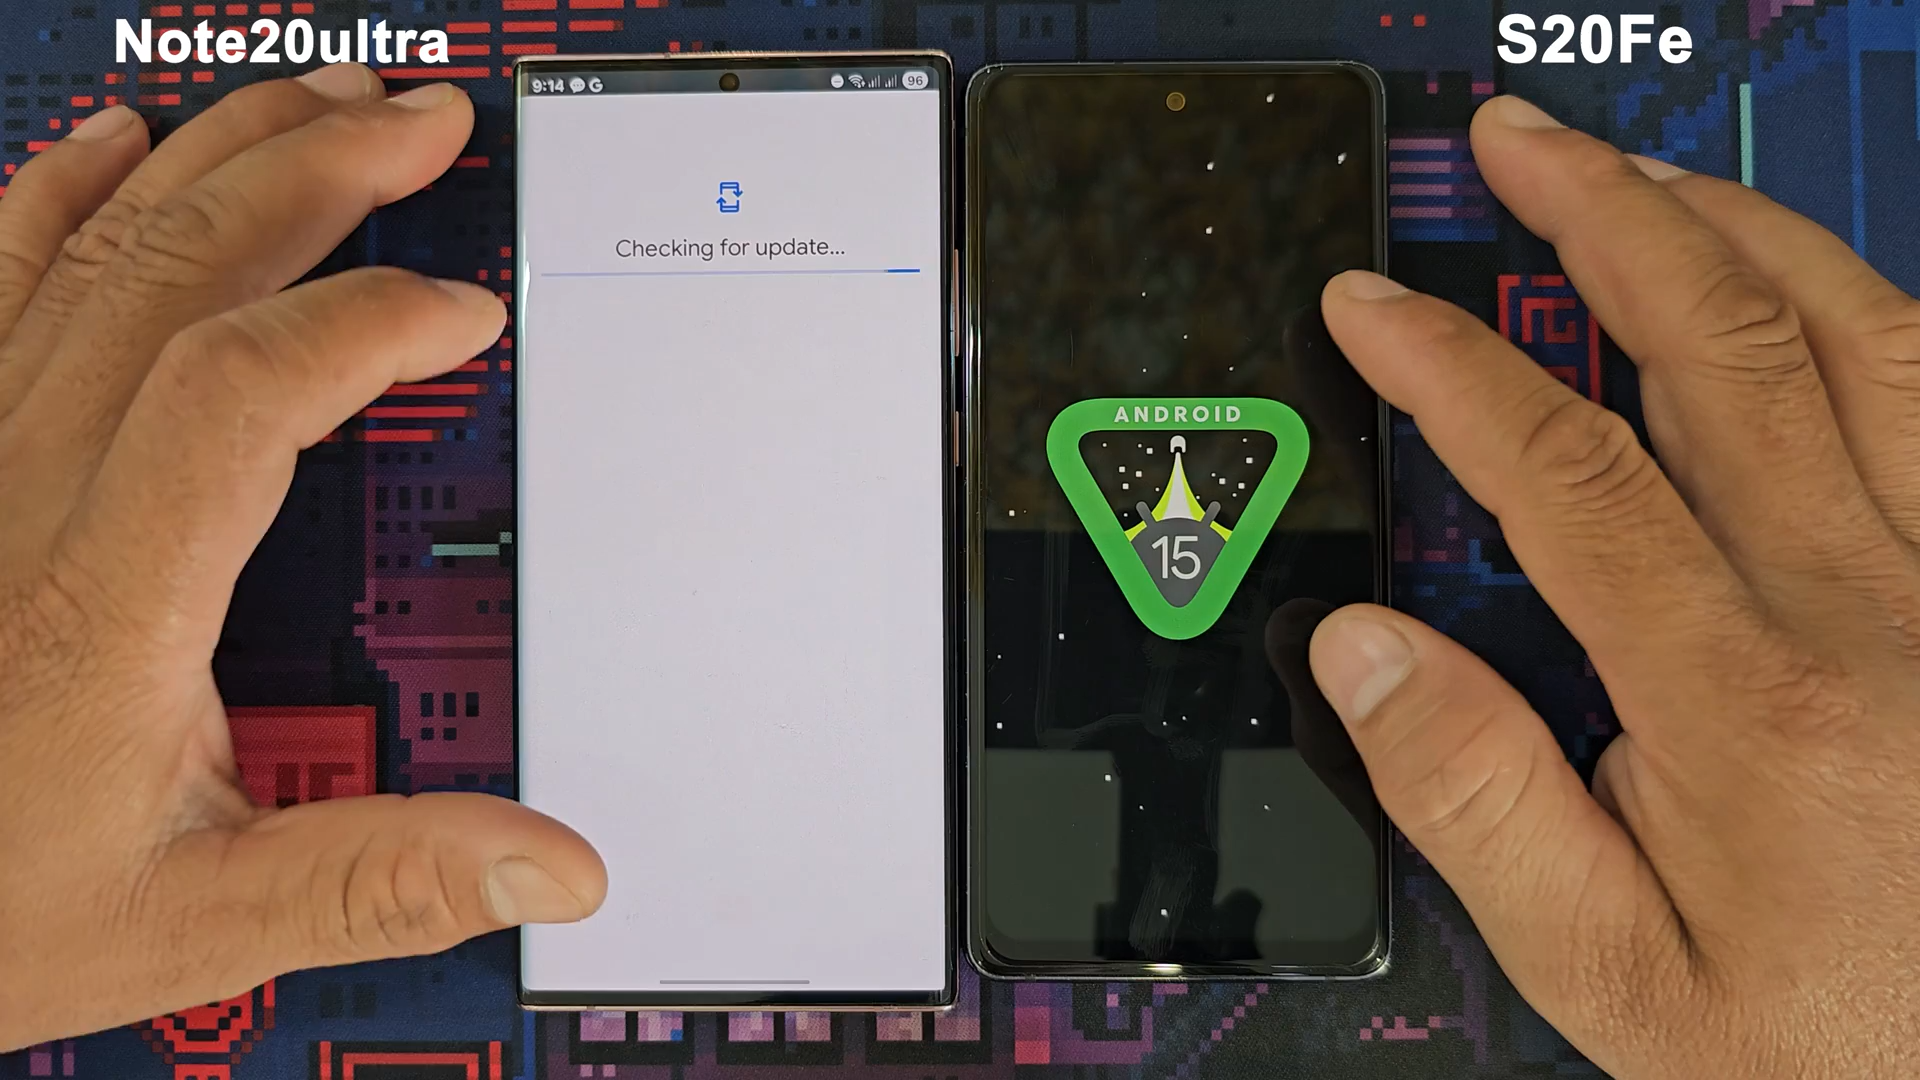 Note20ultra
S20Fe
9:14
G
96
Checking for update...
ANDROID
15